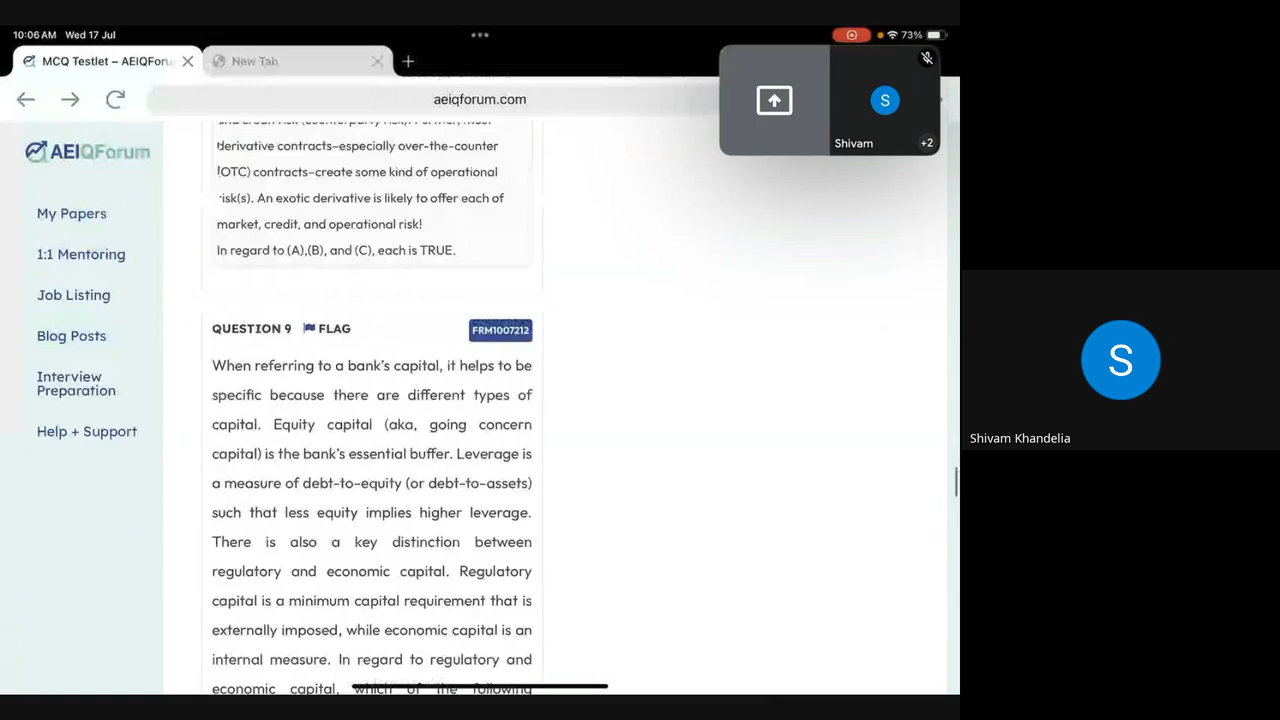 10:06 AM Wed 17 Jul
73%
MCQ Testlet – AEIQForu
New Tab
aeiqforum.com
S
Shivam
+2
AEIQForum
My Papers
1:1 Mentoring
Job Listing
Blog Posts
Interview
Preparation
Help + Support
derivative contracts–especially over-the-counter
(OTC) contracts–create some kind of operational
risk(s). An exotic derivative is likely to offer each of
market, credit, and operational risk!
In regard to (A),(B), and (C), each is TRUE.
QUESTION 9 FLAG
FRM1007212
When referring to a bank's capital, it helps to be
specific because there are different types of
capital. Equity capital (aka, going concern
capital) is the bank's essential buffer. Leverage is
a measure of debt-to-equity (or debt-to-assets)
such that less equity implies higher leverage.
There is also a key distinction between
regulatory and economic capital. Regulatory
capital is a minimum capital requirement that is
externally imposed, while economic capital is an
internal measure. In regard to regulatory and
economic capital, which of the following
S
Shivam Khandelia